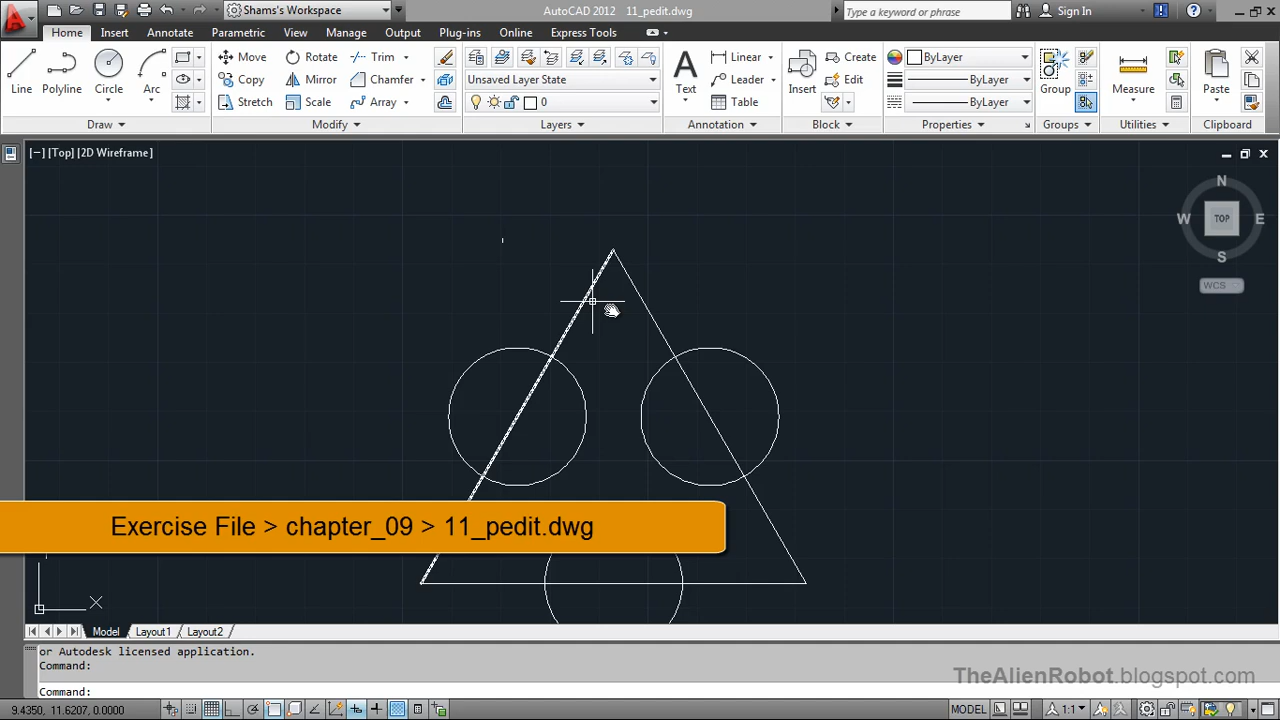 Shams's Workspace
AutoCAD 2012 11_pedit.dwg
Type a keyword or phrase
Sign In
Home Insert Annotate Parametric View Manage Output Plug-ins Online Express Tools
Line
Polyline
Circle
Arc
Draw
Move Rotate Trim
Copy Mirror Chamfer
Stretch Scale Array
Modify
Unsaved Layer State
0
Layers
Text
Linear
Leader
Table
Annotation
Insert
Create
Edit
Block
ByLayer
ByLayer
ByLayer
Properties
Group
Groups
Measure
Utilities
Paste
Clipboard
[−] [Top] [2D Wireframe]
N
W TOP E
S
WCS
Exercise File > chapter_09 > 11_pedit.dwg
X
Model Layout1 Layout2
or Autodesk licensed application.
Command:
TheAlienRobot.blogspot.com
Command:
9.4350, 11.6207, 0.0000
MODEL
1:1